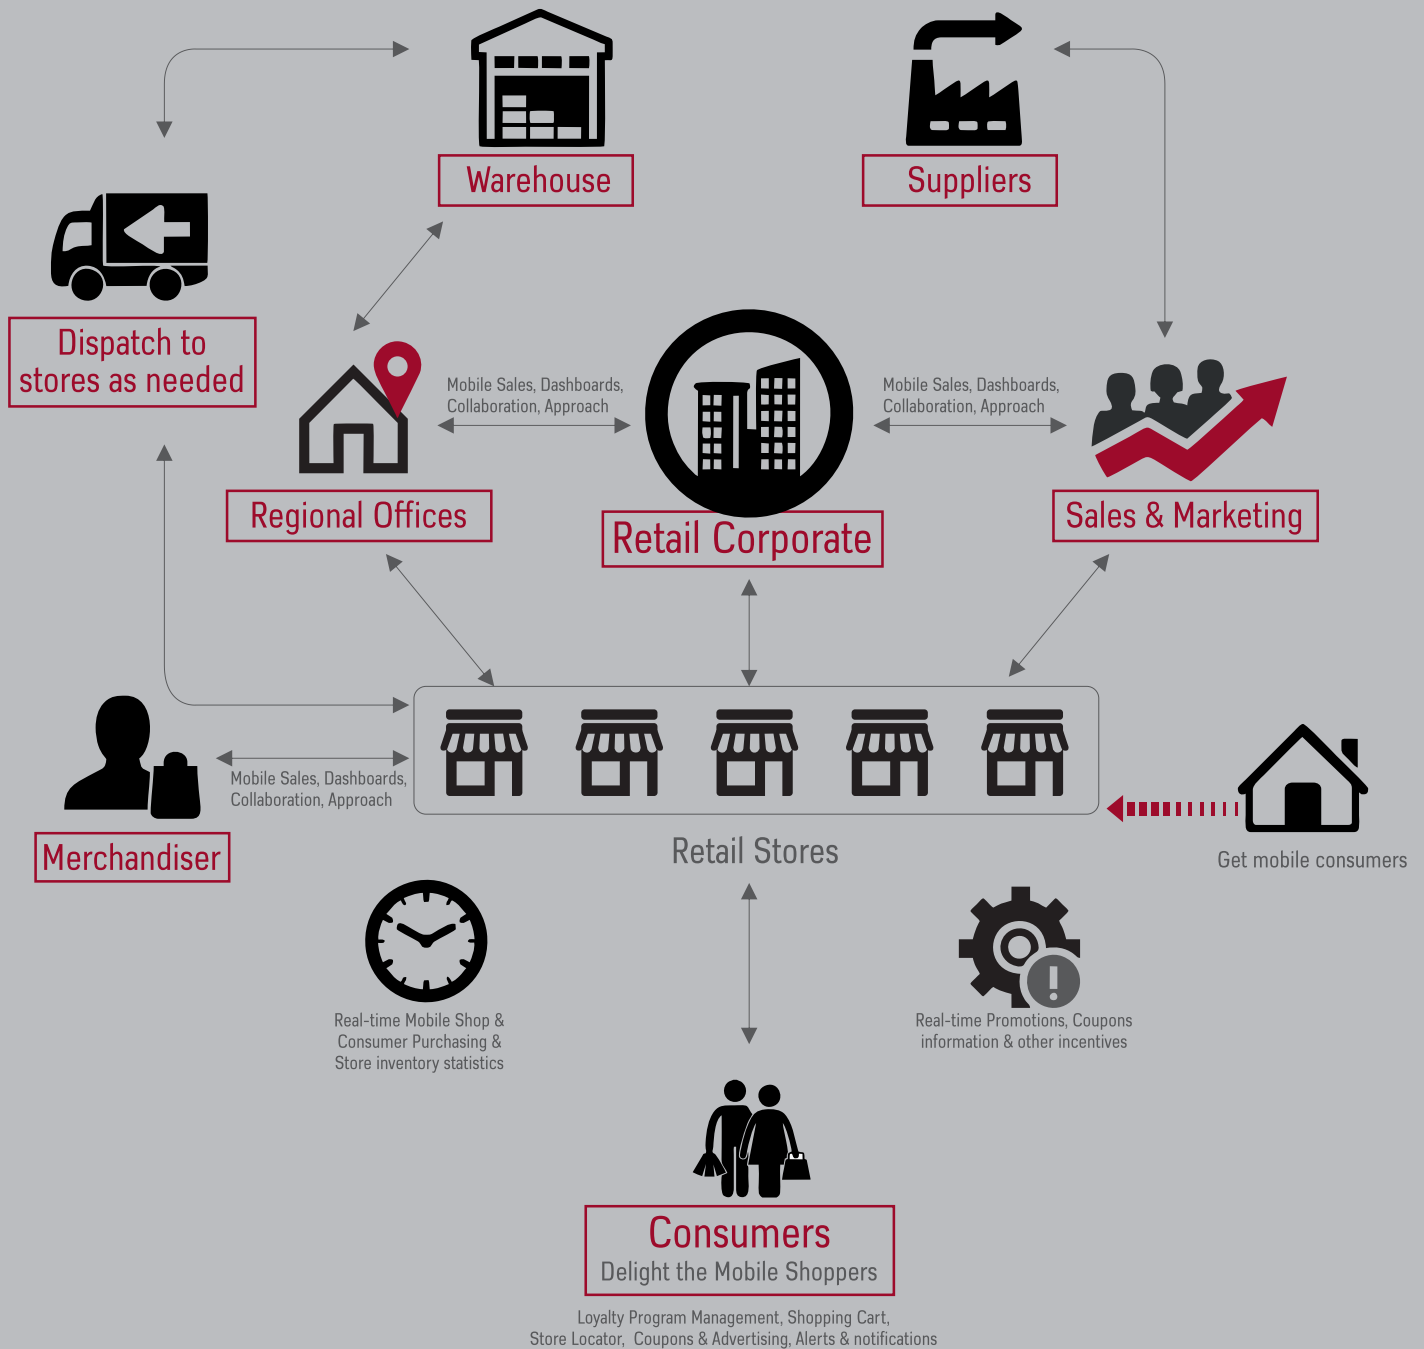 Warehouse
Suppliers
Dispatch to
stores as needed
Mobile Sales, Dashboards,
Collaboration, Approach
Mobile Sales, Dashboards,
Collaboration, Approach
Regional Offices
Retail Corporate
Sales & Marketing
Mobile Sales, Dashboards,
Collaboration, Approach
Merchandiser
Retail Stores
Get mobile consumers
Real-time Mobile Shop &
Consumer Purchasing &
Store inventory statistics
!
Real-time Promotions, Coupons
information & other incentives
Consumers
Delight the Mobile Shoppers
Loyalty Program Management, Shopping Cart,
Store Locator, Coupons & Advertising, Alerts & notifications